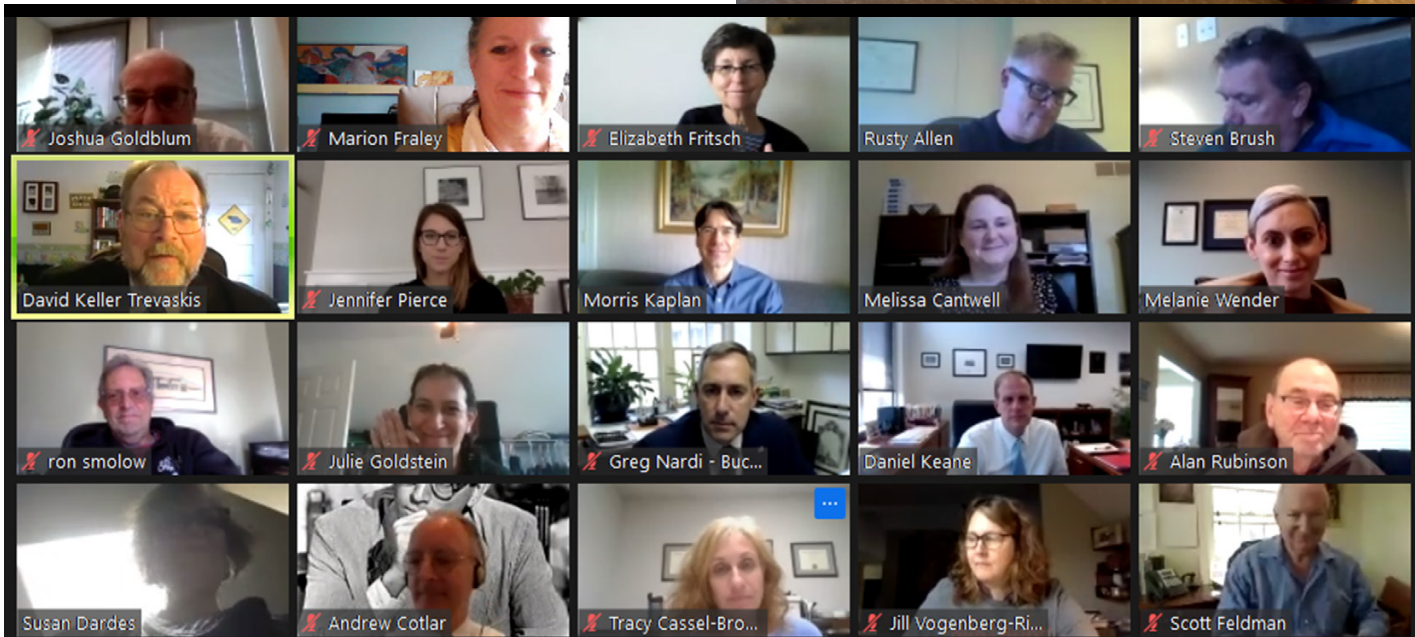 Joshua Goldblum
Marion Fraley
Elizabeth Fritsch
Rusty Allen
Steven Brush
David Keller Trevaskis
Jennifer Pierce
Morris Kaplan
Melissa Cantwell
Melanie Wender
ron smolow
Julie Goldstein
Greg Nardi - Buc...
Daniel Keane
Alan Rubinson
Susan Dardes
Andrew Cotlar
Tracy Cassel-Bro...
Jill Vogenberg-Ri...
Scott Feldman